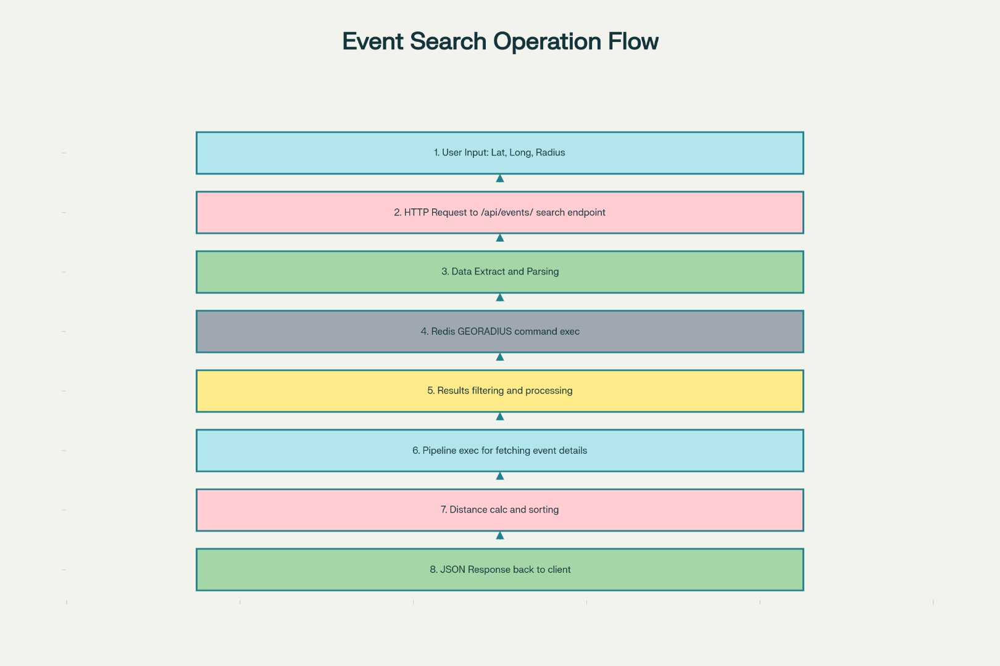 Event Search Operation Flow
1. User Input: Lat, Long, Radius
2. HTTP Request to /api/events/ search endpoint
3. Data Extract and Parsing
4. Redis GEORADIUS command exec
5. Results filtering and processing
6. Pipeline exec for fetching event details
7. Distance calc and sorting
8. JSON Response back to client